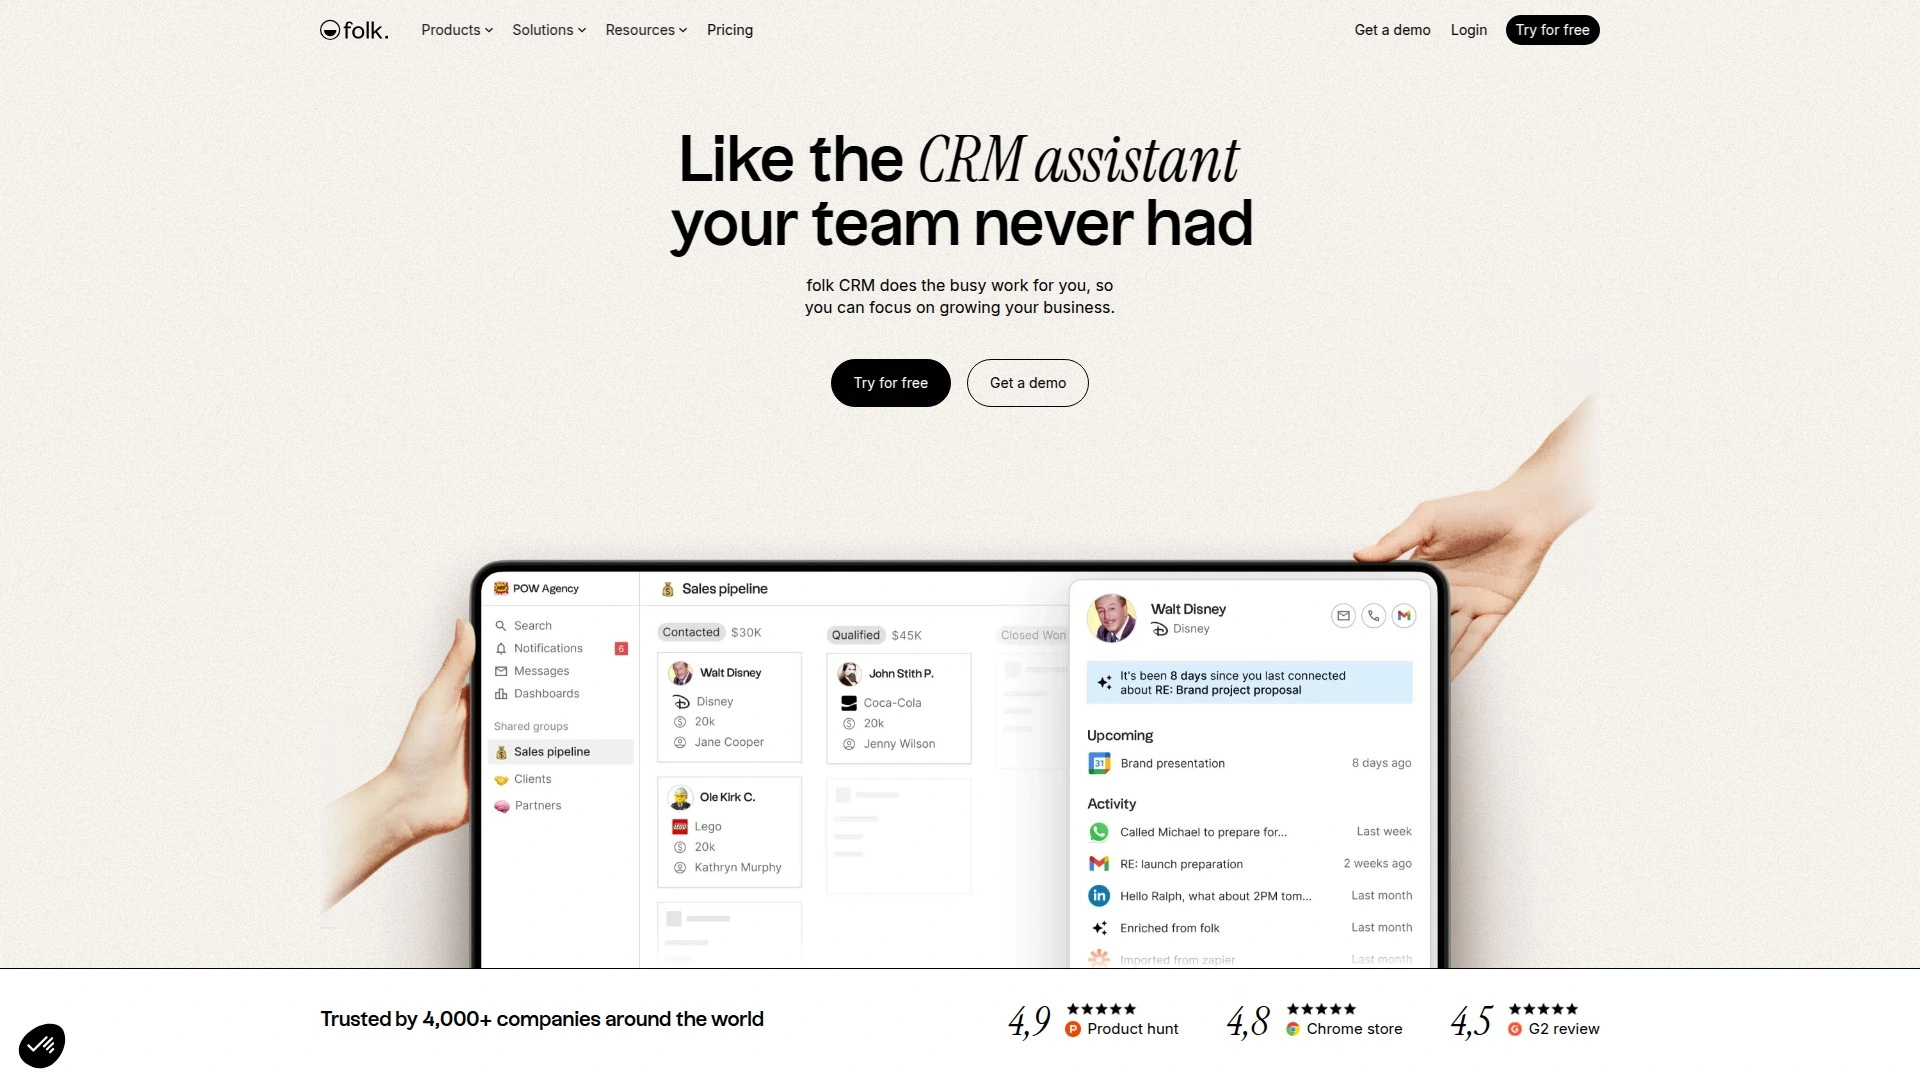 folk.
Products
Solutions
Resources
Pricing
Get a demo
Login
Try for free
Like the CRM assistant
your team never had
folk CRM does the busy work for you, so
you can focus on growing your business.
Try for free
Get a demo
POW Agency
Search
Notifications
6
Messages
Dashboards
Shared groups
Sales pipeline
Clients
Partners
Sales pipeline
Contacted $30K
Walt Disney
Disney
20k
Jane Cooper
Ole Kirk C.
Lego
20k
Kathryn Murphy
Qualified $45K
John Stith P.
Coca-Cola
20k
Jenny Wilson
Closed Won
Walt Disney
Disney
It's been 8 days since you last connected
about RE: Brand project proposal
Upcoming
31
Brand presentation 8 days ago
Activity
Called Michael to prepare for... Last week
RE: launch preparation 2 weeks ago
in
Hello Ralph, what about 2PM tom... Last month
Enriched from folk Last month
Imported from zapier Last month
Trusted by 4,000+ companies around the world
4,9
Product hunt
4,8
Chrome store
4,5
G2 review